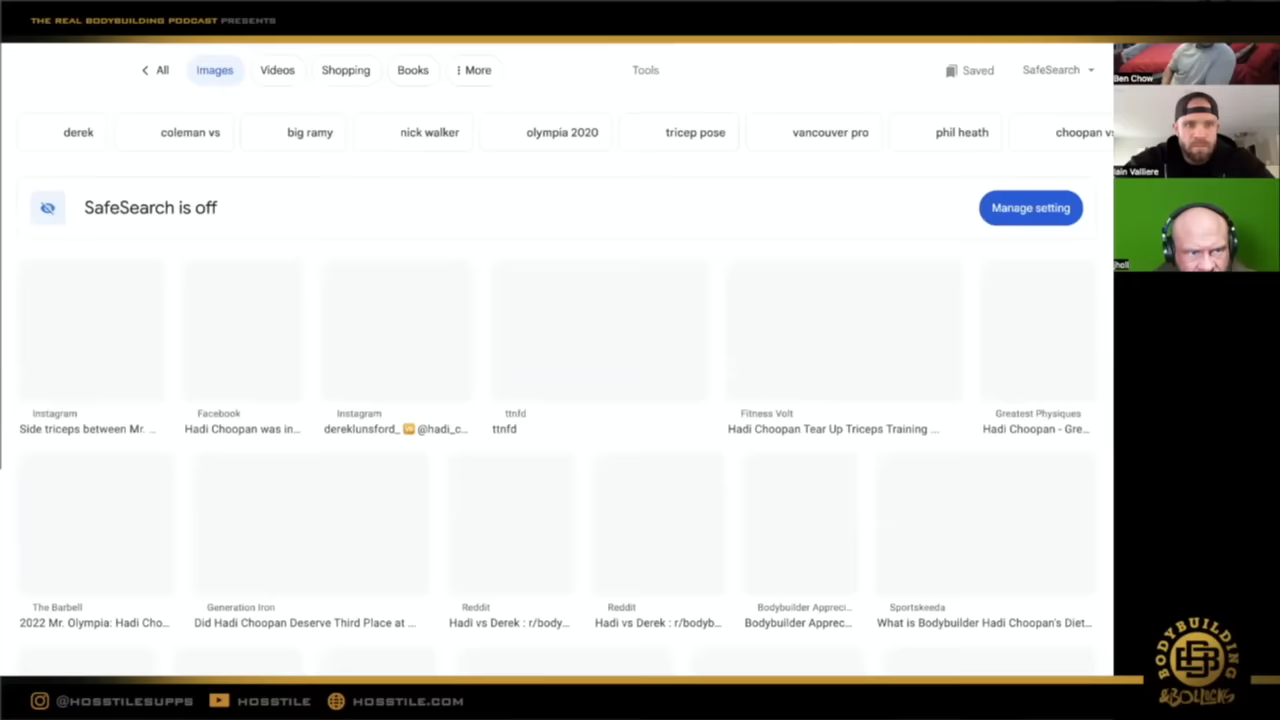 THE REAL BODYBUILDING PODCAST PRESENTS
All
Images
Videos
Shopping
Books
More
Tools
Saved
SafeSearch
derek
coleman vs
big ramy
nick walker
olympia 2020
tricep pose
vancouver pro
phil heath
choopan vs
SafeSearch is off
Manage setting
Instagram
Side triceps between Mr. ...
Facebook
Hadi Choopan was in...
Instagram
dereklunsford_ 🆚 @hadi_c...
ttnfd
ttnfd
Fitness Volt
Hadi Choopan Tear Up Triceps Training ...
Greatest Physiques
Hadi Choopan - Gre...
The Barbell
2022 Mr. Olympia: Hadi Cho...
Generation Iron
Did Hadi Choopan Deserve Third Place at ...
Reddit
Hadi vs Derek : r/body...
Reddit
Hadi vs Derek : r/bodyb...
Bodybuilder Appreci...
Bodybuilder Apprec...
Sportskeeda
What is Bodybuilder Hadi Choopan's Diet...
Ben Chow
Iain Valliere
BODYBUILDING
&BOLLOCKS
@HOSSTILESUPPS
HOSSTILE
HOSSTILE.COM